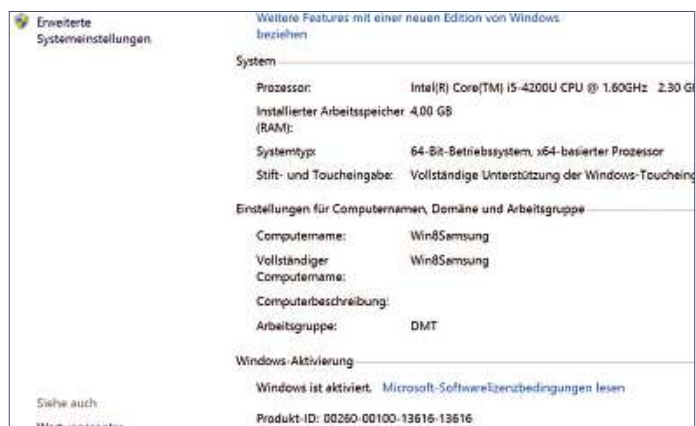 Erweiterte
Systemeinstellungen
Weitere Features mit einer neuen Edition von Windows
beziehen
System
Prozessor: Intel(R) Core(TM) i5-4200U CPU @ 1.60GHz 2.30
Installierter Arbeitsspeicher 4,00 GB
(RAM):
Systemtyp: 64-Bit-Betriebssystem, x64-basierter Prozessor
Stift- und Toucheingabe: Vollständige Unterstützung der Windows-Touchein
Einstellungen für Computernamen, Domäne und Arbeitsgruppe
Computername: Win8Samsung
Vollständiger Win8Samsung
Computername:
Computerbeschreibung:
Arbeitsgruppe: DMT
Windows-Aktivierung
Windows ist aktiviert. Microsoft-Softwarelizenzbedingungen lesen
Siehe auch
Produkt-ID: 00260-00100-13616-13616